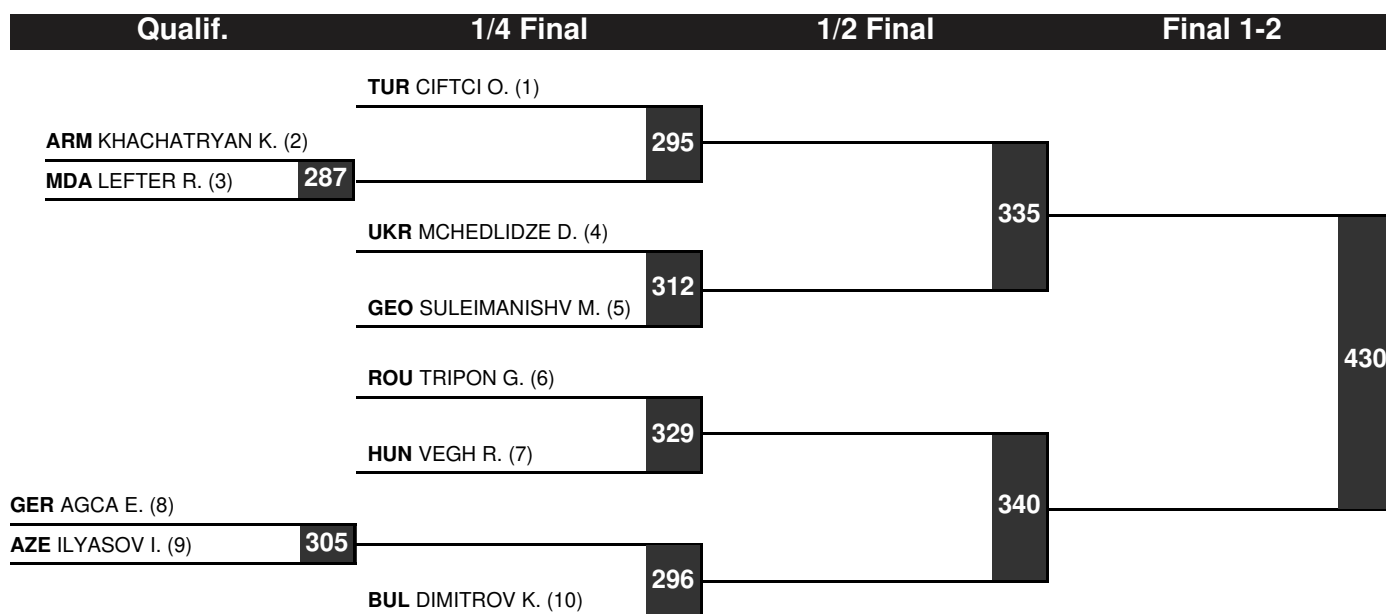 Qualif. 1/4 Final 1/2 Final Final 1-2
TUR CIFTCI O. (1)
295
ARM KHACHATRYAN K. (2)
MDA LEFTER R. (3) 287
335
UKR MCHEDLIDZE D. (4)
312
GEO SULEIMANISHV M. (5)
430
ROU TRIPON G. (6)
329
HUN VEGH R. (7)
GER AGCA E. (8)
340
AZE ILYASOV I. (9) 305
296
BUL DIMITROV K. (10)